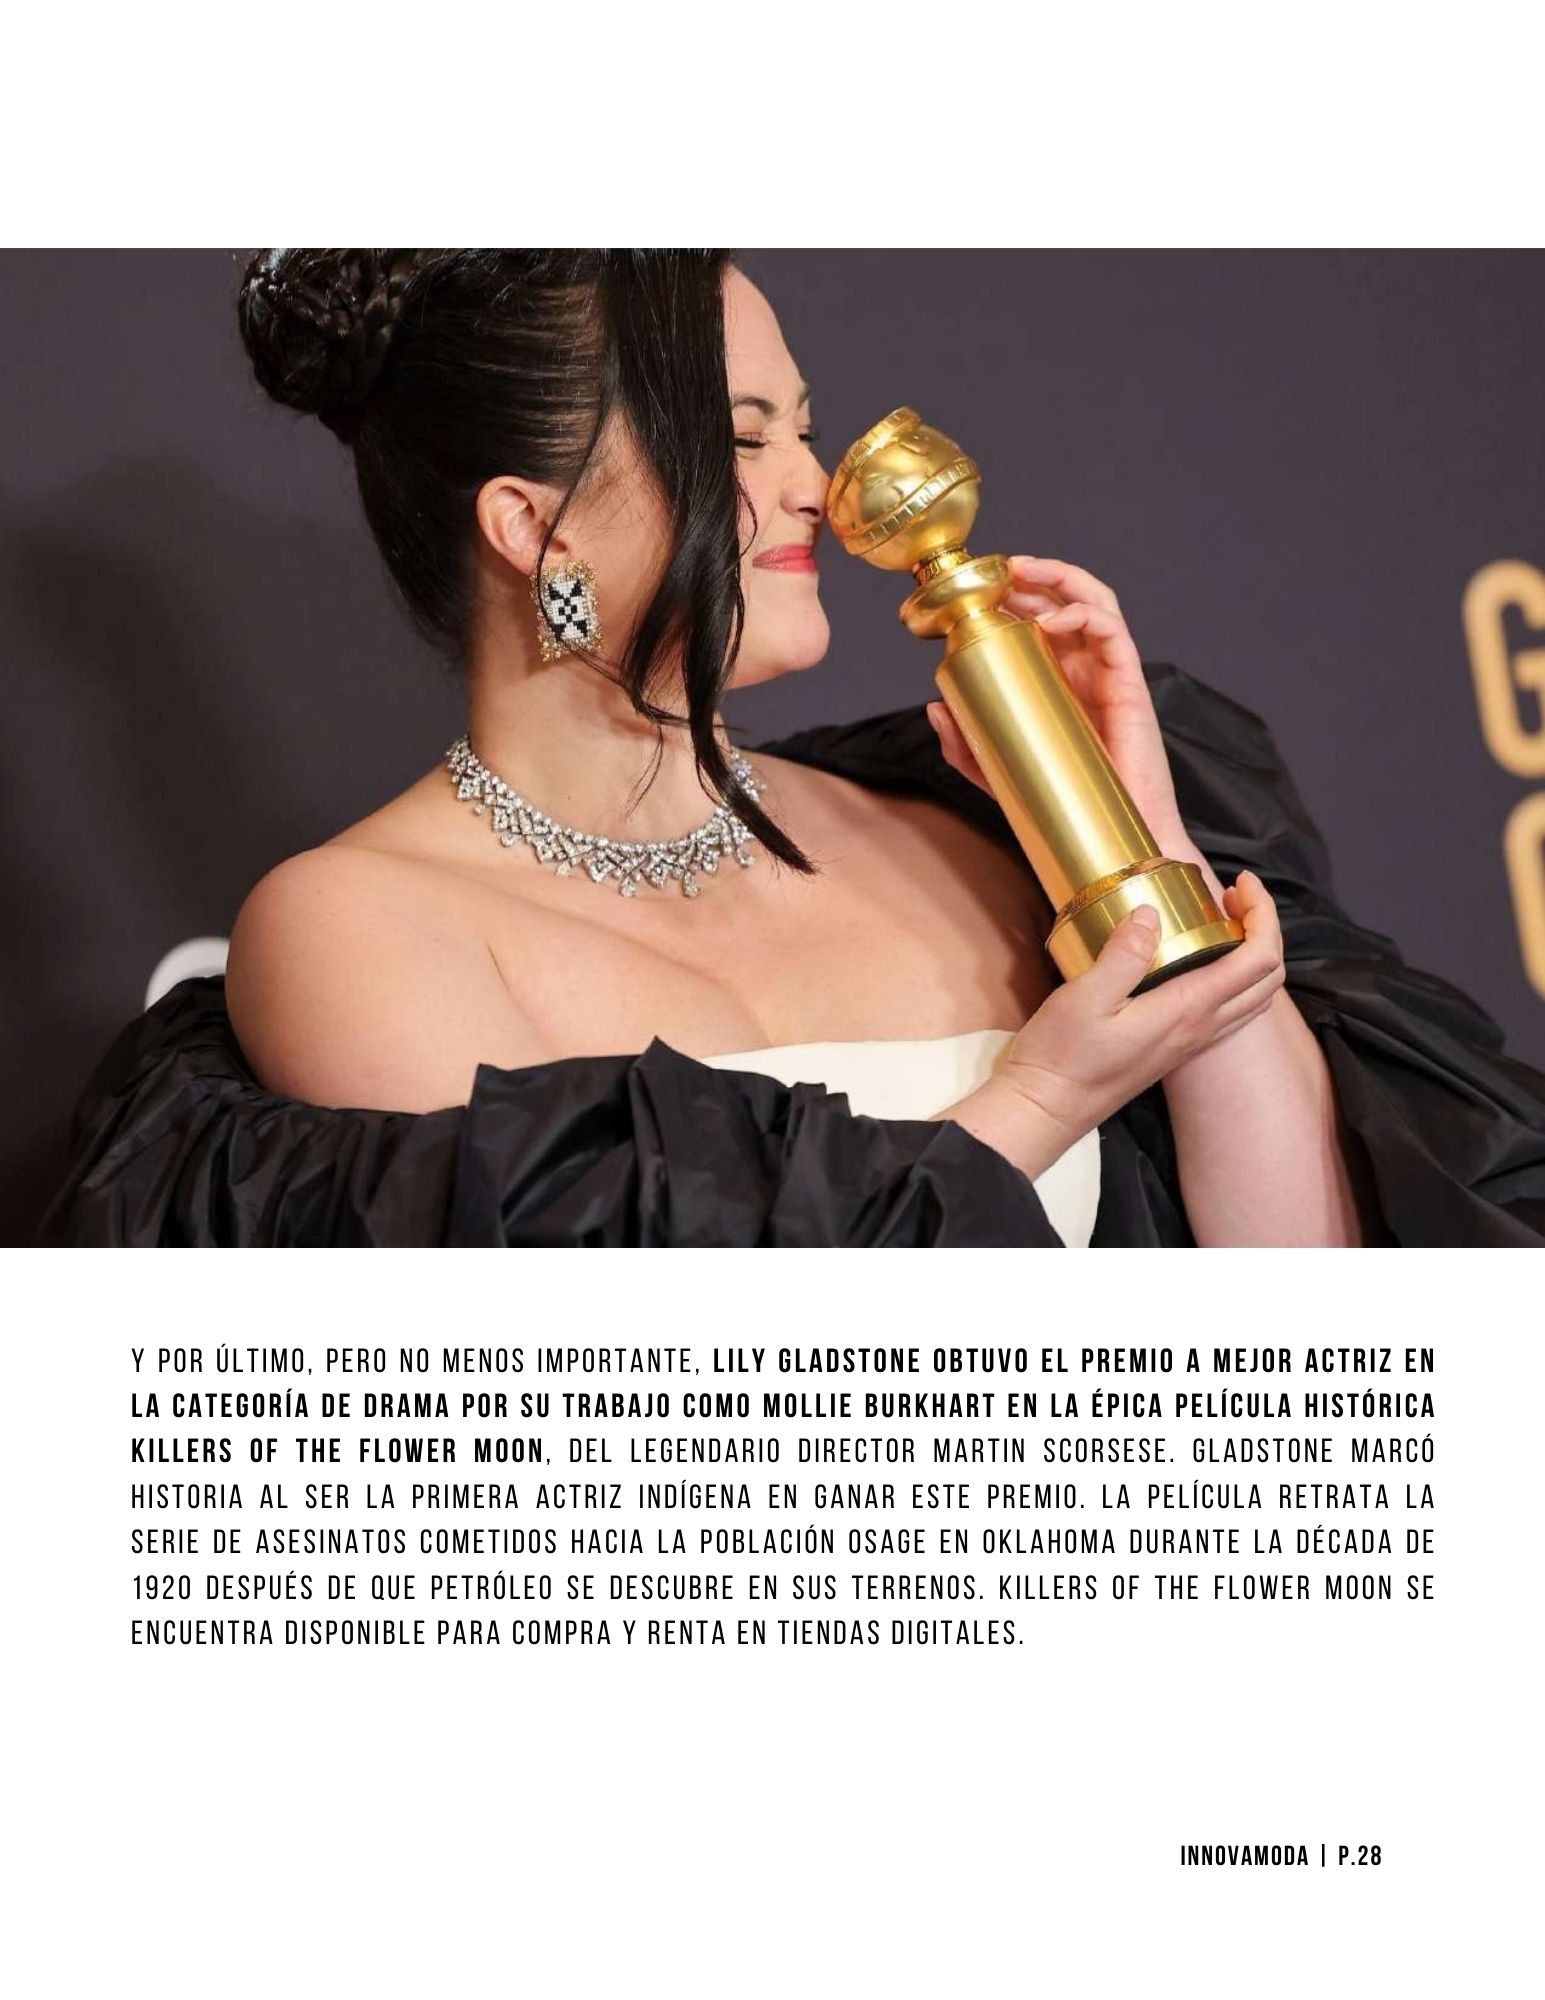 G
Y POR ÚLTIMO, PERO NO MENOS IMPORTANTE, LILY GLADSTONE OBTUVO EL PREMIO A MEJOR ACTRIZ EN
LA CATEGORÍA DE DRAMA POR SU TRABAJO COMO MOLLIE BURKHART EN LA ÉPICA PELÍCULA HISTÓRICA
KILLERS OF THE FLOWER MOON, DEL LEGENDARIO DIRECTOR MARTIN SCORSESE. GLADSTONE MARCÓ
HISTORIA AL SER LA PRIMERA ACTRIZ INDÍGENA EN GANAR ESTE PREMIO. LA PELÍCULA RETRATA LA
SERIE DE ASESINATOS COMETIDOS HACIA LA POBLACIÓN OSAGE EN OKLAHOMA DURANTE LA DÉCADA DE
1920 DESPUÉS DE QUE PETRÓLEO SE DESCUBRE EN SUS TERRENOS. KILLERS OF THE FLOWER MOON SE
ENCUENTRA DISPONIBLE PARA COMPRA Y RENTA EN TIENDAS DIGITALES.
INNOVAMODA | P.28